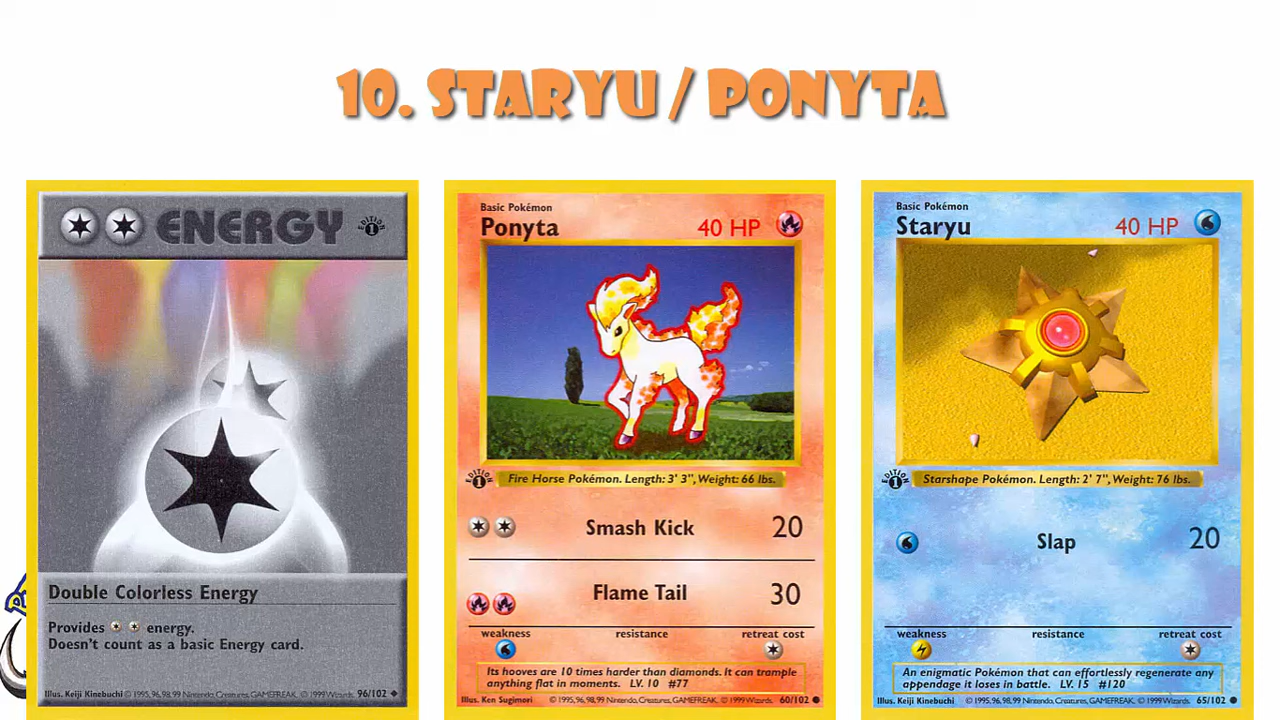 10. STARYU / PONYTA
ENERGY
EDITION 1
Double Colorless Energy
Provides energy.
Doesn't count as a basic Energy card.
Illus. Keiji Kinebuchi © 1995, 96, 98, 99 Nintendo, Creatures, GAMEFREAK. © 1999 Wizards. 96/102
Basic Pokémon
Ponyta 40 HP
EDITION 1
Fire Horse Pokémon. Length: 3' 3", Weight: 66 lbs.
Smash Kick 20
Flame Tail 30
weakness resistance retreat cost
Its hooves are 10 times harder than diamonds. It can trample
anything flat in moments. LV. 10 #77
Illus. Ken Sugimori © 1995, 96, 98, 99 Nintendo, Creatures, GAMEFREAK. © 1999 Wizards. 60/102
Basic Pokémon
Staryu 40 HP
EDITION 1
Starshape Pokémon. Length: 2' 7", Weight: 76 lbs.
Slap 20
weakness resistance retreat cost
An enigmatic Pokémon that can effortlessly regenerate any
appendage it loses in battle. LV. 15 #120
Illus. Keiji Kinebuchi © 1995, 96, 98, 99 Nintendo, Creatures, GAMEFREAK. © 1999 Wizards. 65/102